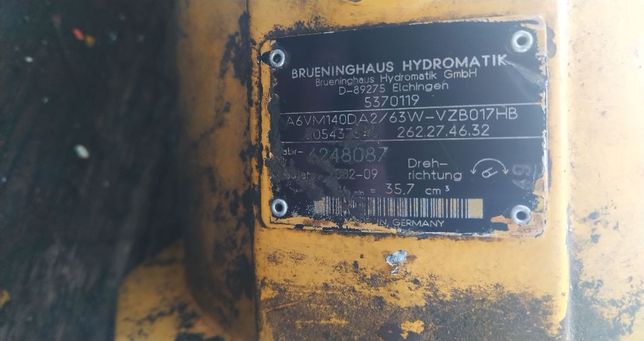 BRUENINGHAUS HYDROMATIK
Brueninghaus Hydromatik GmbH
D-89275 Elchingen
5370119
A6VM140DA2/63W-VZB017HB
262.27.46.32
6248087 Dreh-
richtung
= 35,7 cm³
IN GERMANY